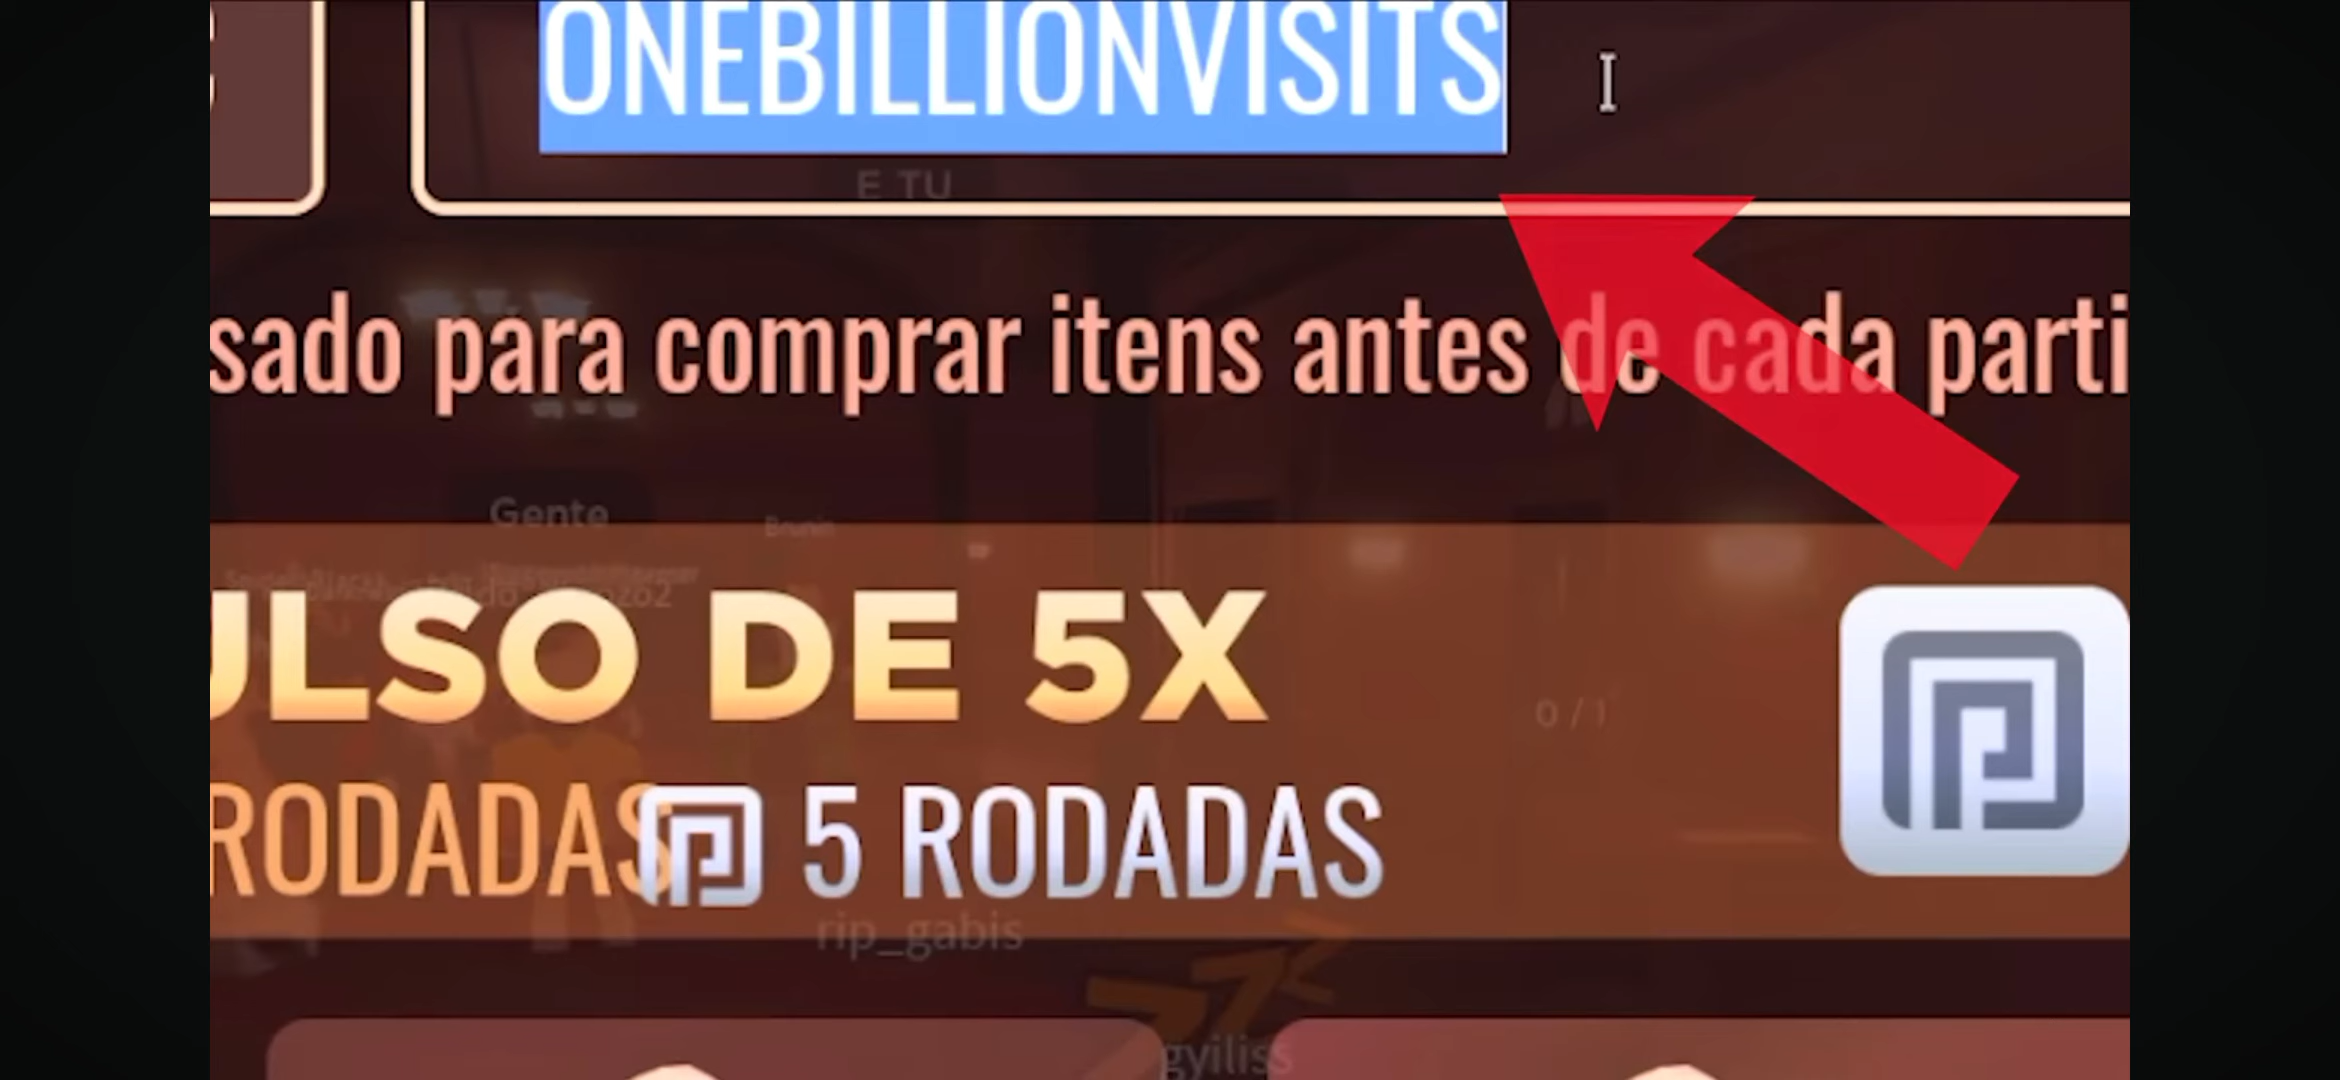 ONEBILLIONVISITS
E TU
sado para comprar itens antes de cada parti
Gente
ULSO DE 5X
0 / 1
RODADAS 5 RODADAS
rip_gabis
gyiliss